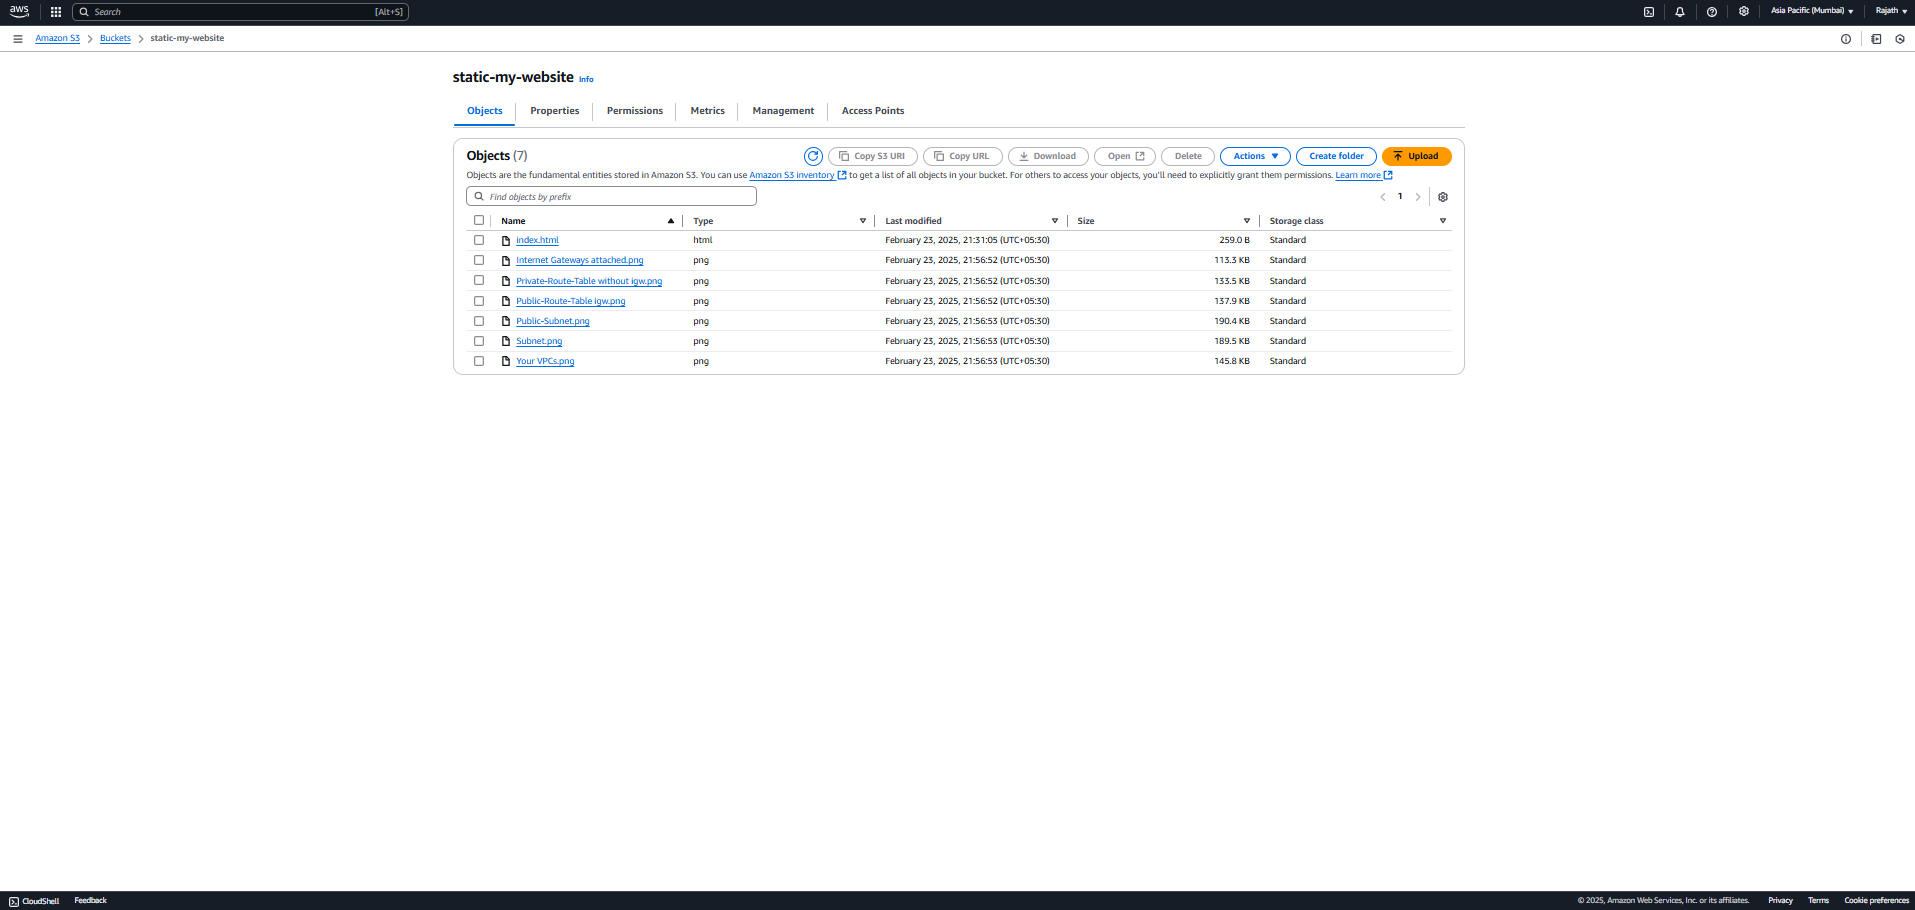 aws Search [Alt+S] Asia Pacific (Mumbai) Rajath
Amazon S3 Buckets static-my-website
static-my-website Info
Objects Properties Permissions Metrics Management Access Points
Objects (7) Copy S3 URI Copy URL Download Open Delete Actions Create folder Upload
Objects are the fundamental entities stored in Amazon S3. You can use Amazon S3 inventory to get a list of all objects in your bucket. For others to access your objects, you'll need to explicitly grant them permissions. Learn more
Find objects by prefix 1
Name Type Last modified Size Storage class
index.html html February 23, 2025, 21:31:05 (UTC+05:30) 259.0 B Standard
Internet Gateways attached.png png February 23, 2025, 21:56:52 (UTC+05:30) 113.3 KB Standard
Private-Route-Table without igw.png png February 23, 2025, 21:56:52 (UTC+05:30) 133.5 KB Standard
Public-Route-Table igw.png png February 23, 2025, 21:56:52 (UTC+05:30) 137.9 KB Standard
Public-Subnet.png png February 23, 2025, 21:56:53 (UTC+05:30) 190.4 KB Standard
Subnet.png png February 23, 2025, 21:56:53 (UTC+05:30) 189.5 KB Standard
Your VPCs.png png February 23, 2025, 21:56:53 (UTC+05:30) 145.8 KB Standard
CloudShell Feedback © 2025, Amazon Web Services, Inc. or its affiliates. Privacy Terms Cookie preferences